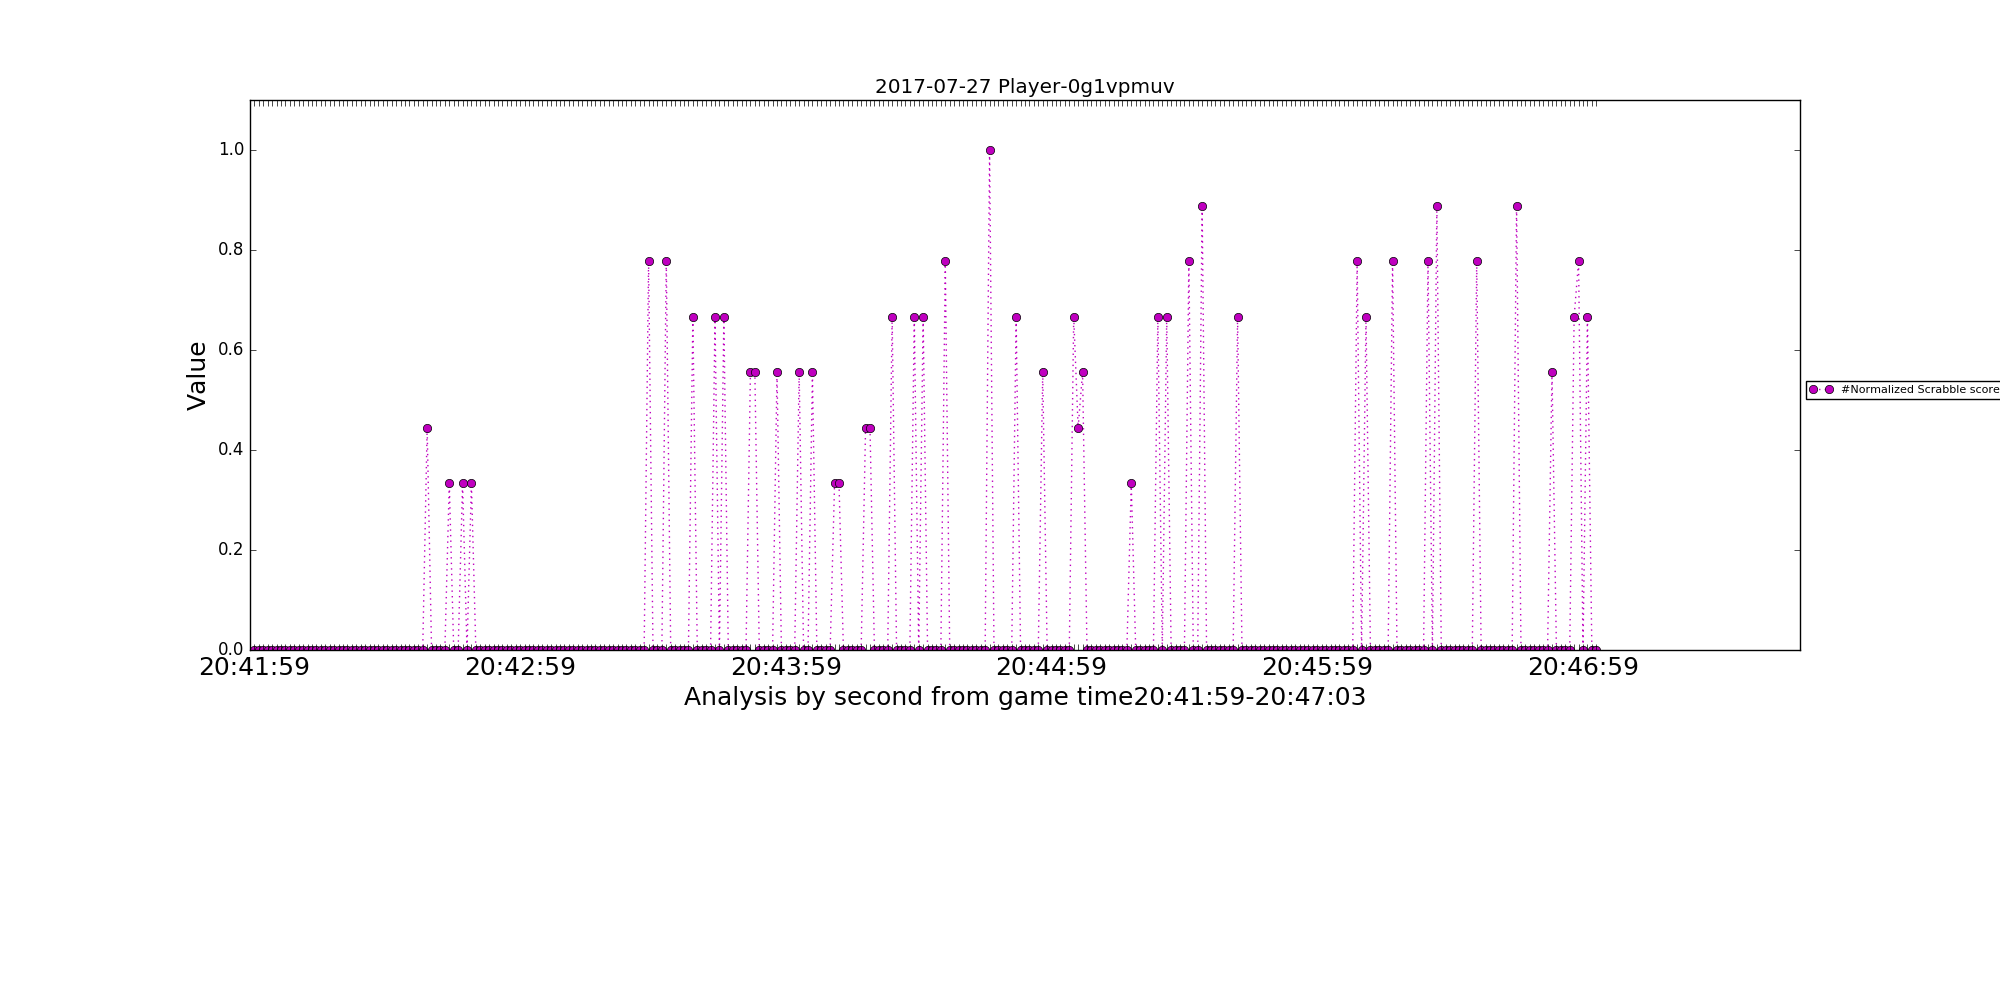 2017-07-27 Player-0g1vpmuv
1.0
0.8
0.6
0.4
0.2
0.0
Value
#Normalized Scrabble score
20:41:59 20:42:59 20:43:59 20:44:59 20:45:59 20:46:59
Analysis by second from game time20:41:59-20:47:03